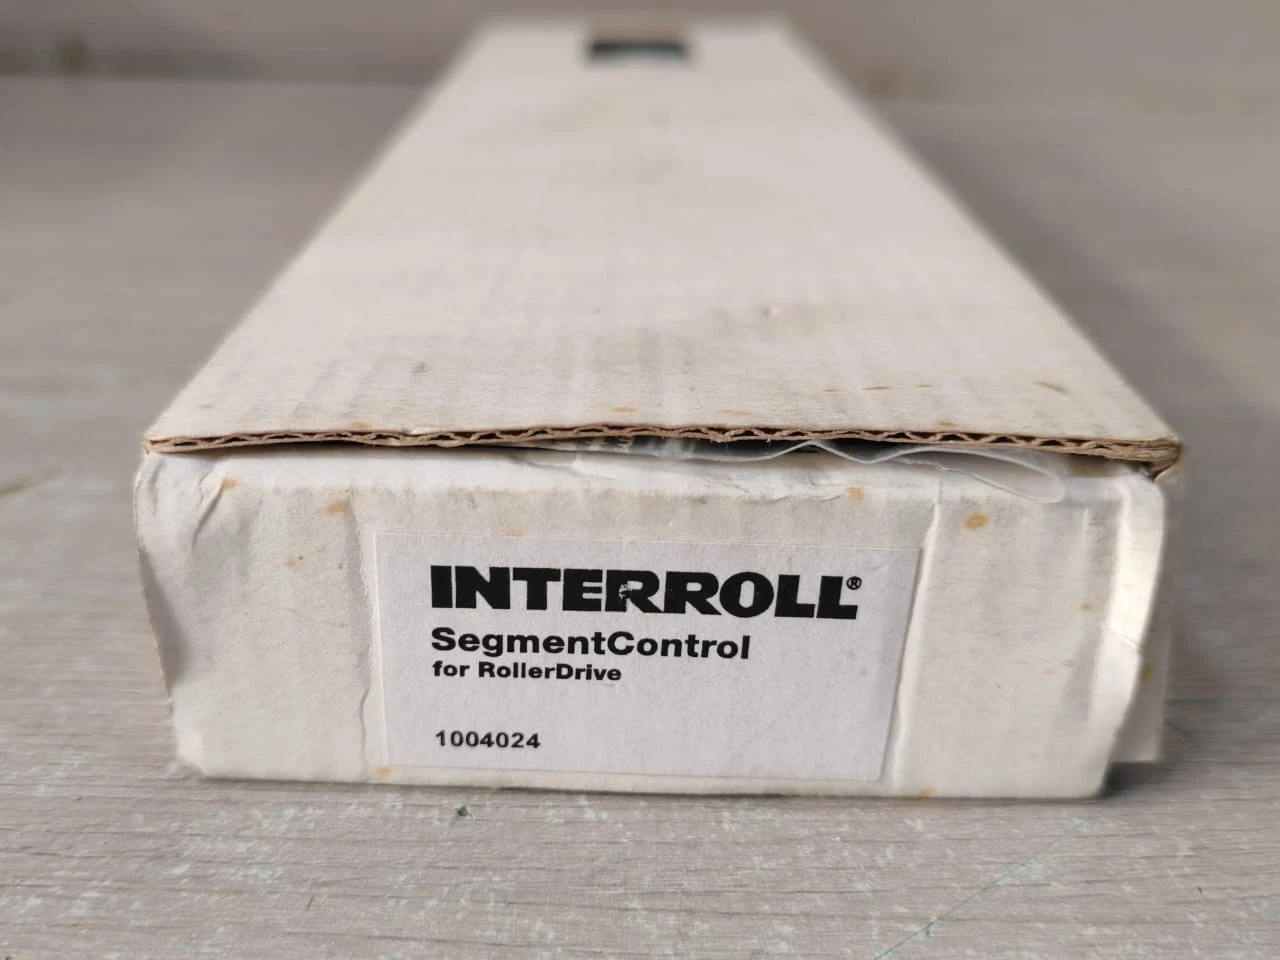 INTERROLL®
SegmentControl
for RollerDrive
1004024